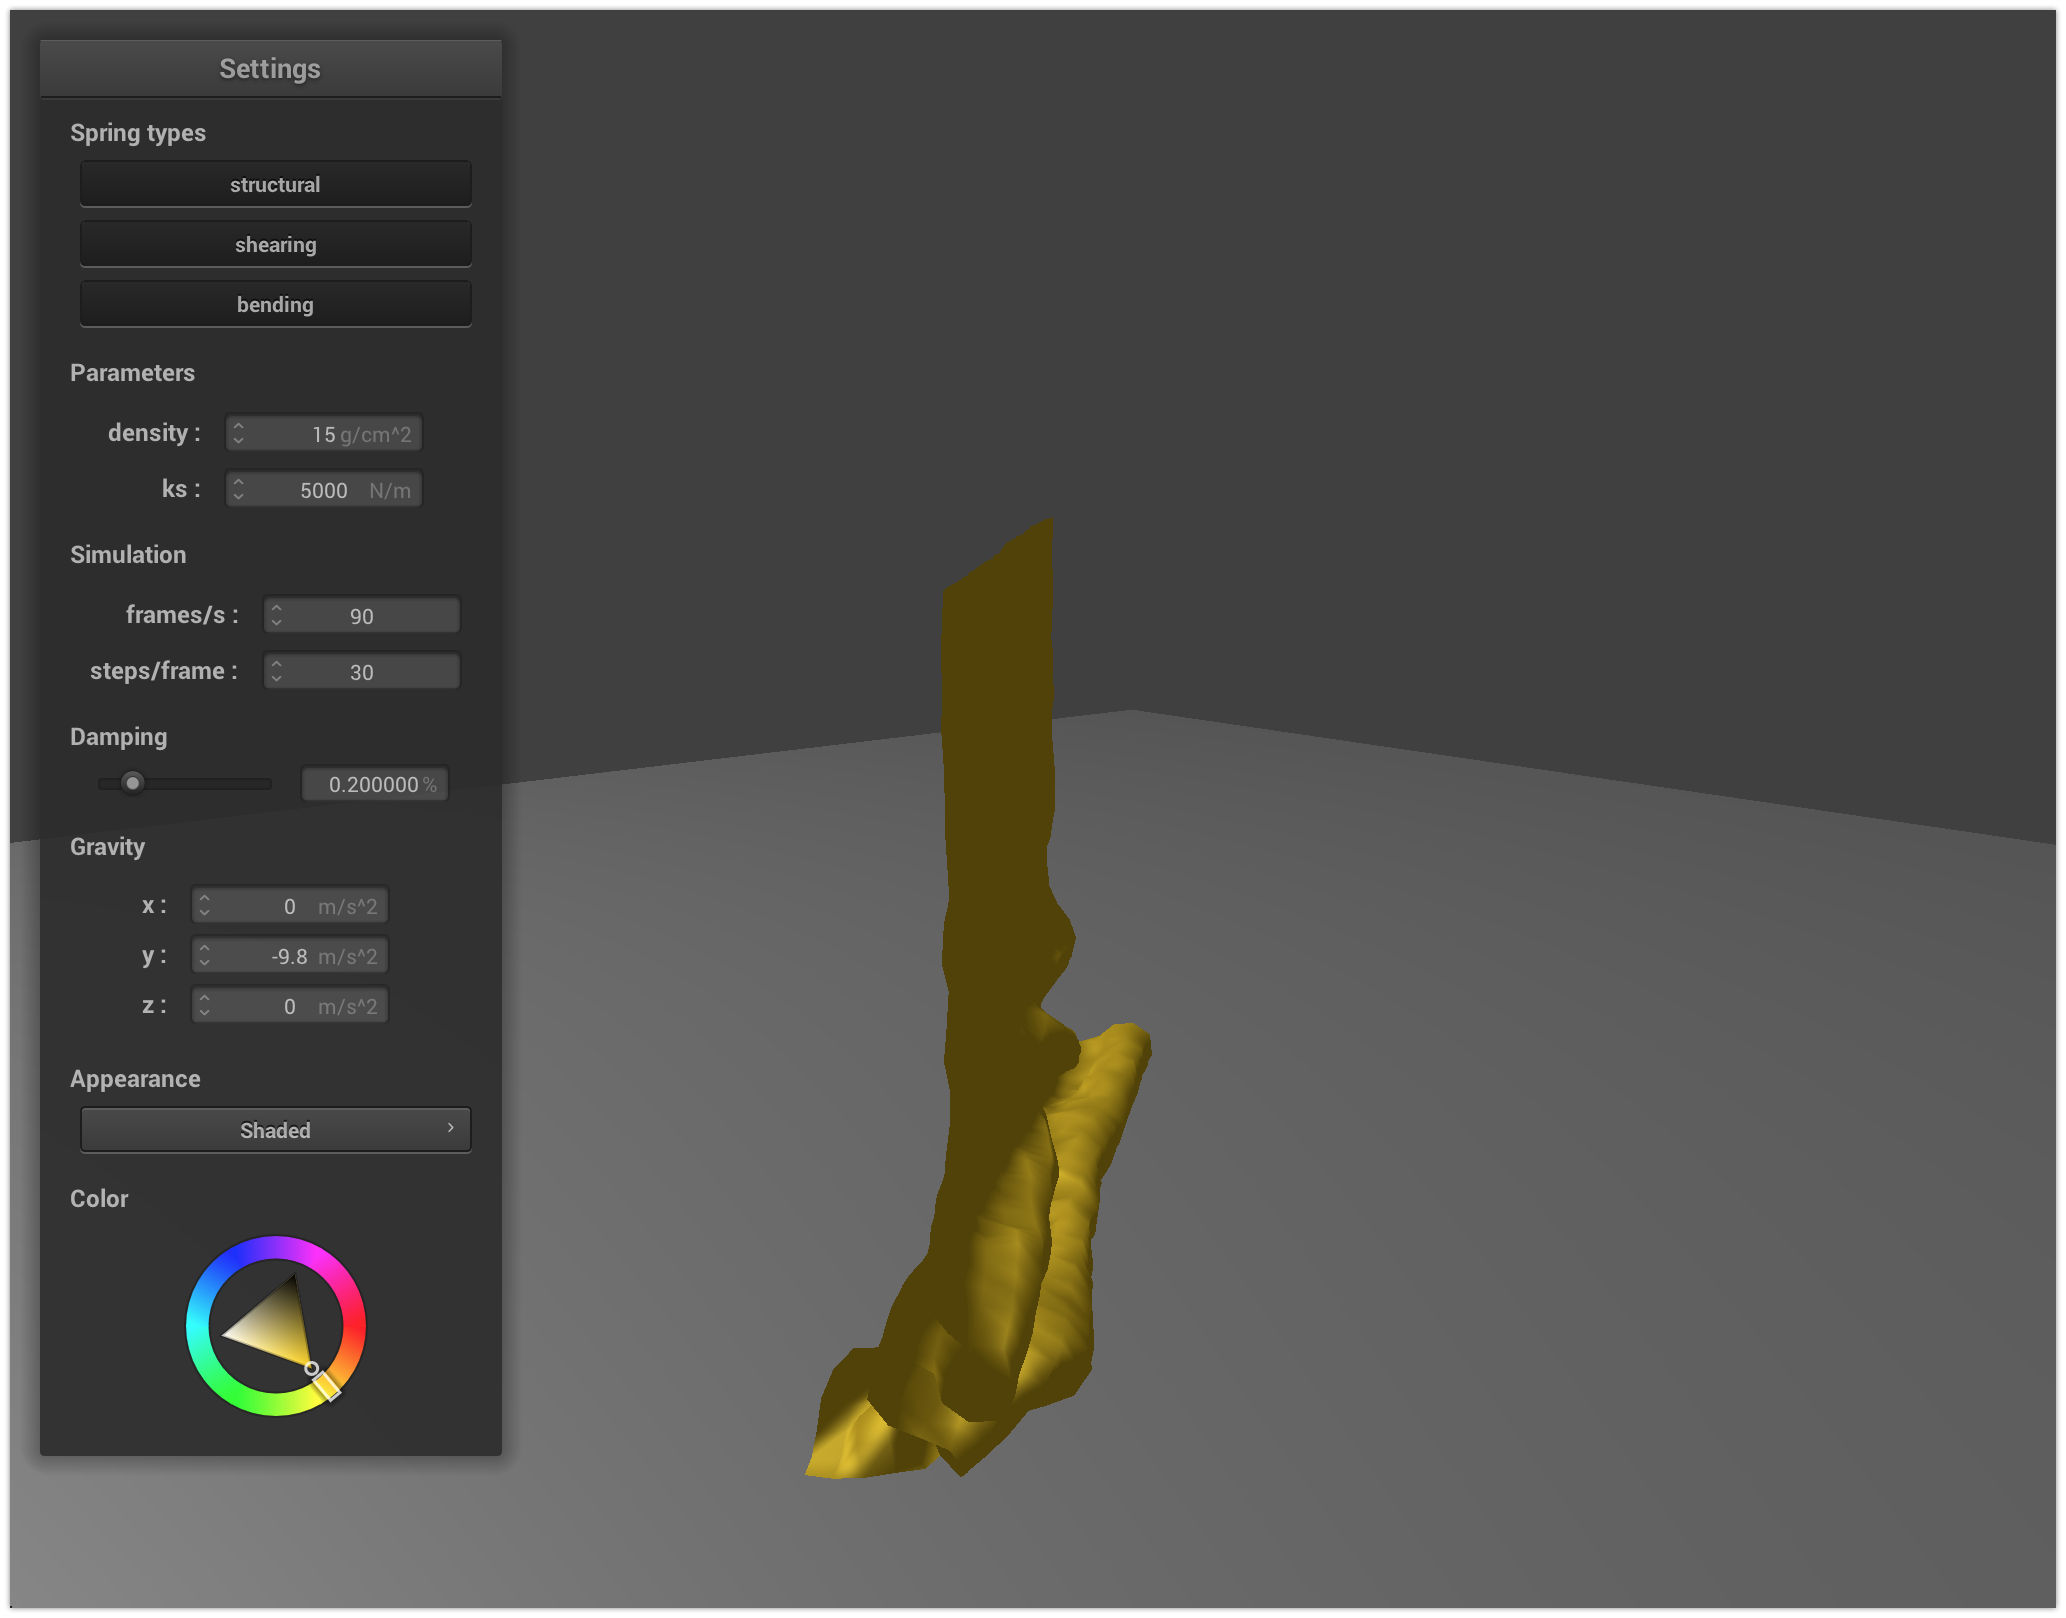 Settings
Spring types
structural
shearing
bending
Parameters
density : 15 g/cm^2
ks : 5000 N/m
Simulation
frames/s : 90
steps/frame : 30
Damping
0.200000 %
Gravity
x : 0 m/s^2
y : -9.8 m/s^2
z : 0 m/s^2
Appearance
Shaded
Color